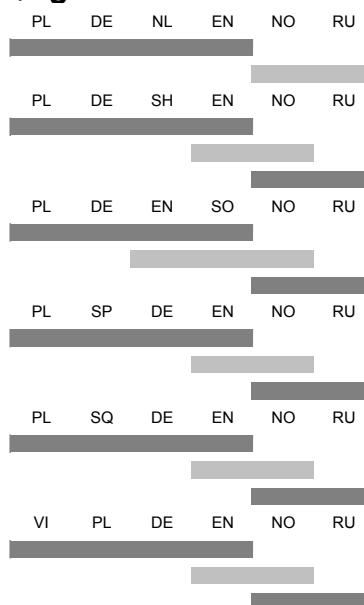 PL DE NL EN NO RU
PL DE SH EN NO RU
PL DE EN SO NO RU
PL SP DE EN NO RU
PL SQ DE EN NO RU
VI PL DE EN NO RU